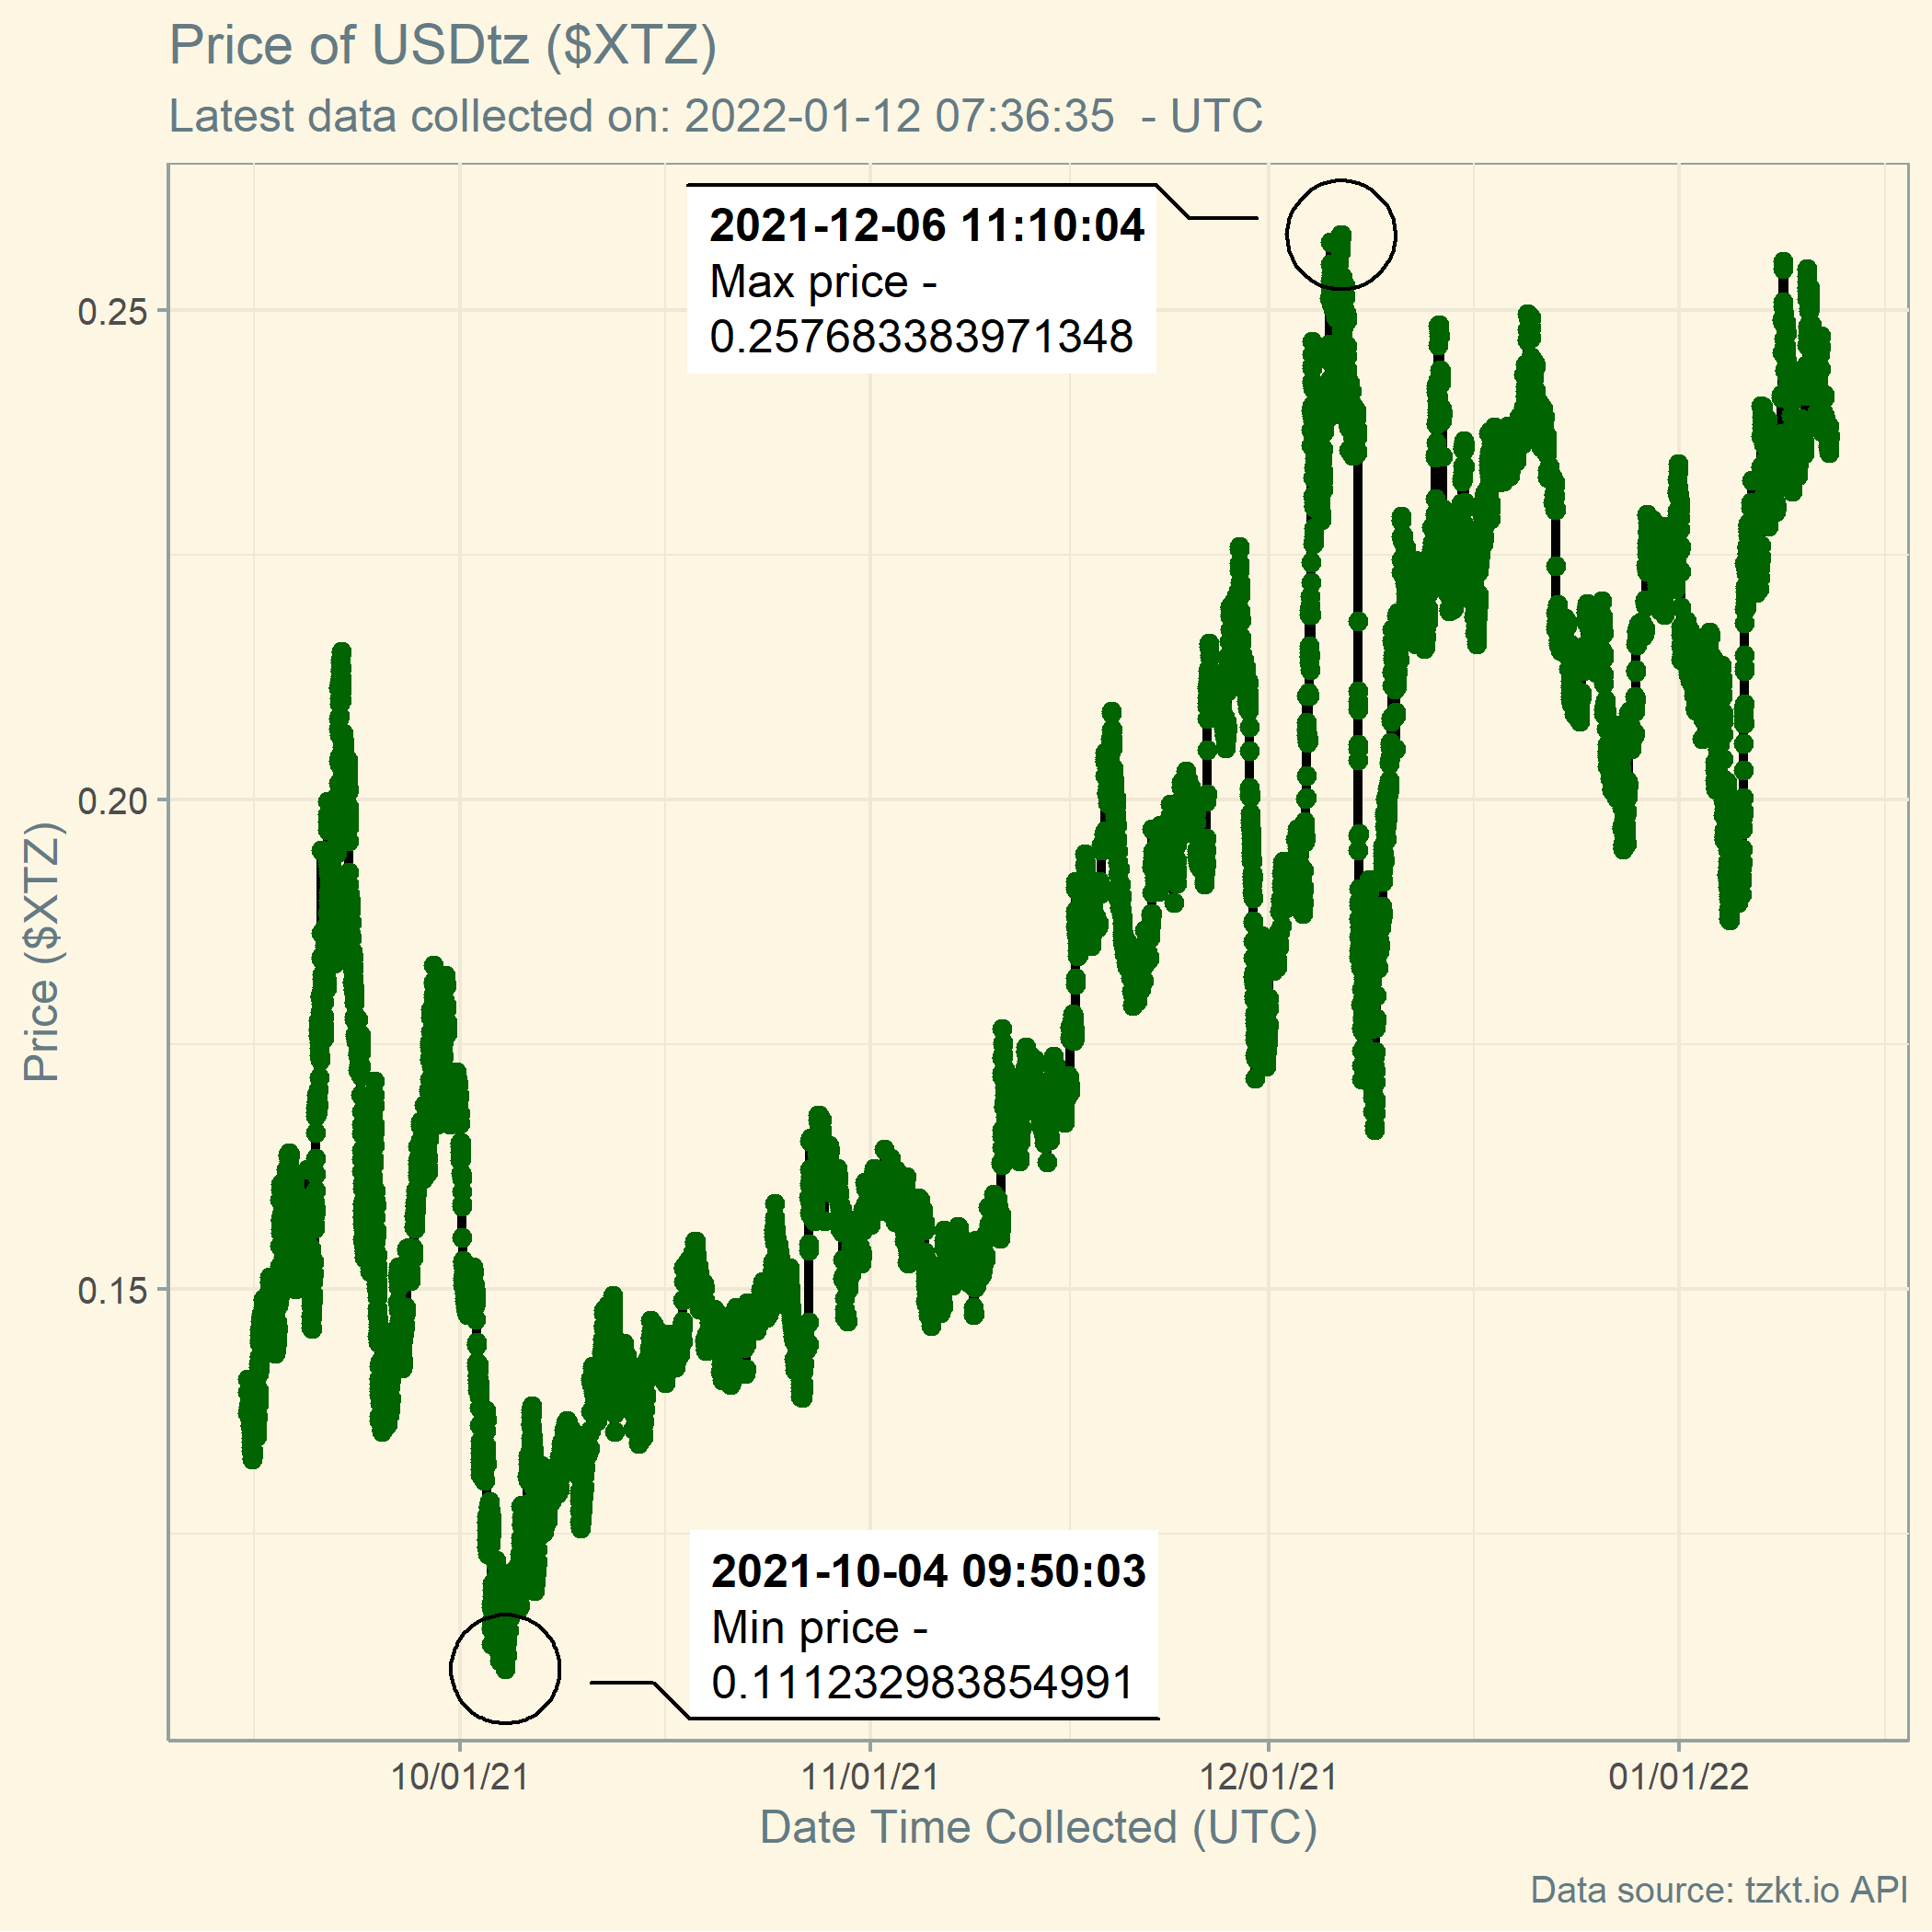 Price of USDtz ($XTZ)
Latest data collected on: 2022-01-12 07:36:35  - UTC
2021-12-06 11:10:04
Max price -
0.257683383971348
0.25
0.20
0.15
Price ($XTZ)
2021-10-04 09:50:03
Min price -
0.111232983854991
10/01/21
11/01/21
12/01/21
01/01/22
Date Time Collected (UTC)
Data source: tzkt.io API